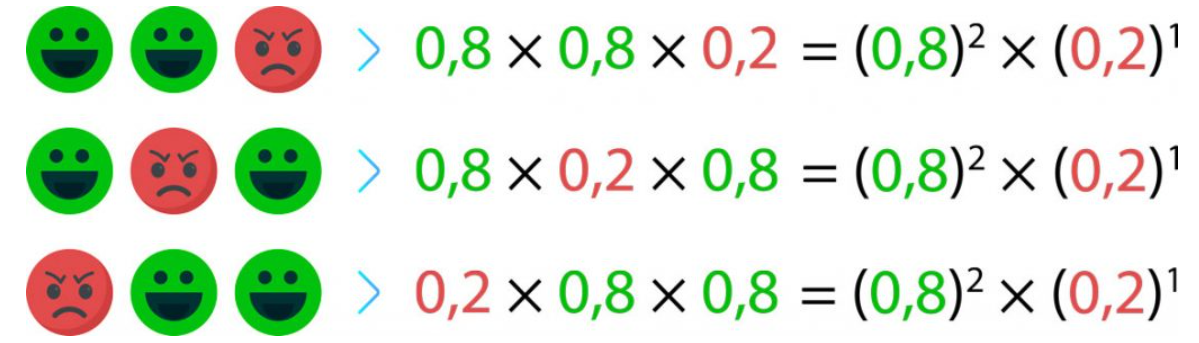 0,8 × 0,8 × 0,2 = (0,8)² × (0,2)¹
0,8 × 0,2 × 0,8 = (0,8)² × (0,2)¹
0,2 × 0,8 × 0,8 = (0,8)² × (0,2)¹